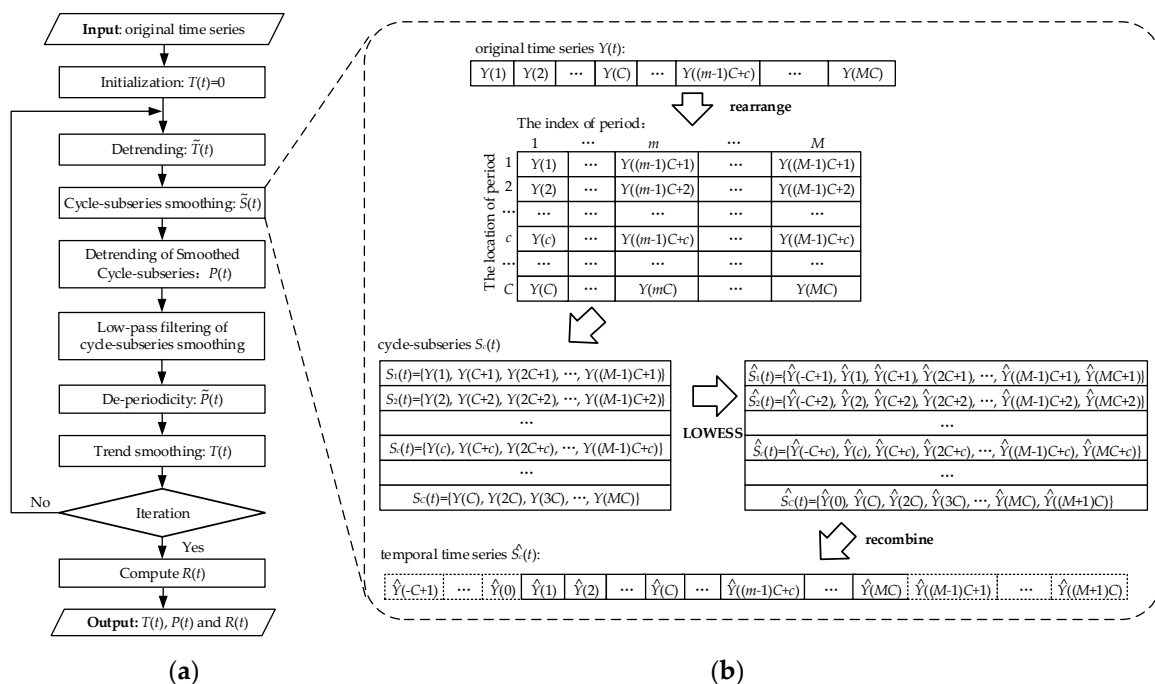 Input: original time series
Initialization: T(t)=0
Detrending: T̃(t)
Cycle-subseries smoothing: S̃(t)
Detrending of Smoothed
Cycle-subseries: P(t)
Low-pass filtering of
cycle-subseries smoothing
De-periodicity: P̃(t)
Trend smoothing: T(t)
No
Iteration
Yes
Compute R(t)
Output: T(t), P(t) and R(t)
(a)
original time series Y(t):
Y(1) Y(2) ··· Y(C) ··· Y((m-1)C+c) ··· Y(MC)
rearrange
The index of period:
1 ··· m ··· M
The location of period
1 Y(1) ··· Y((m-1)C+1) ··· Y((M-1)C+1)
2 Y(2) ··· Y((m-1)C+2) ··· Y((M-1)C+2)
··· ··· ··· ··· ··· ···
c Y(c) ··· Y((m-1)C+c) ··· Y((M-1)C+c)
··· ··· ··· ··· ··· ···
C Y(C) ··· Y(mC) ··· Y(MC)
cycle-subseries Sc(t)
S1(t)={Y(1), Y(C+1), Y(2C+1), ···, Y((M-1)C+1)}
S2(t)={Y(2), Y(C+2), Y(2C+2), ···, Y((M-1)C+2)}
···
Sc(t)={Y(c), Y(C+c), Y(2C+c), ···, Y((M-1)C+c)}
···
SC(t)={Y(C), Y(2C), Y(3C), ···, Y(MC)}
LOWESS
Ŝ1(t)={Ŷ(-C+1), Ŷ(1), Ŷ(C+1), Ŷ(2C+1), ···, Ŷ((M-1)C+1), Ŷ(MC+1)}
Ŝ2(t)={Ŷ(-C+2), Ŷ(2), Ŷ(C+2), Ŷ(2C+2), ···, Ŷ((M-1)C+2), Ŷ(MC+2)}
···
Ŝc(t)={Ŷ(-C+c), Ŷ(c), Ŷ(C+c), Ŷ(2C+c), ···, Ŷ((M-1)C+c), Ŷ(MC+c)}
···
ŜC(t)={Ŷ(0), Ŷ(C), Ŷ(2C), Ŷ(3C), ···, Ŷ(MC), Ŷ((M+1)C)}
recombine
temporal time series Ŝc(t):
Ŷ(-C+1) ··· Ŷ(0) Ŷ(1) Ŷ(2) ··· Ŷ(C) ··· Ŷ((m-1)C+c) ··· Ŷ(MC) Ŷ((M-1)C+1) ··· Ŷ((M+1)C)
(b)